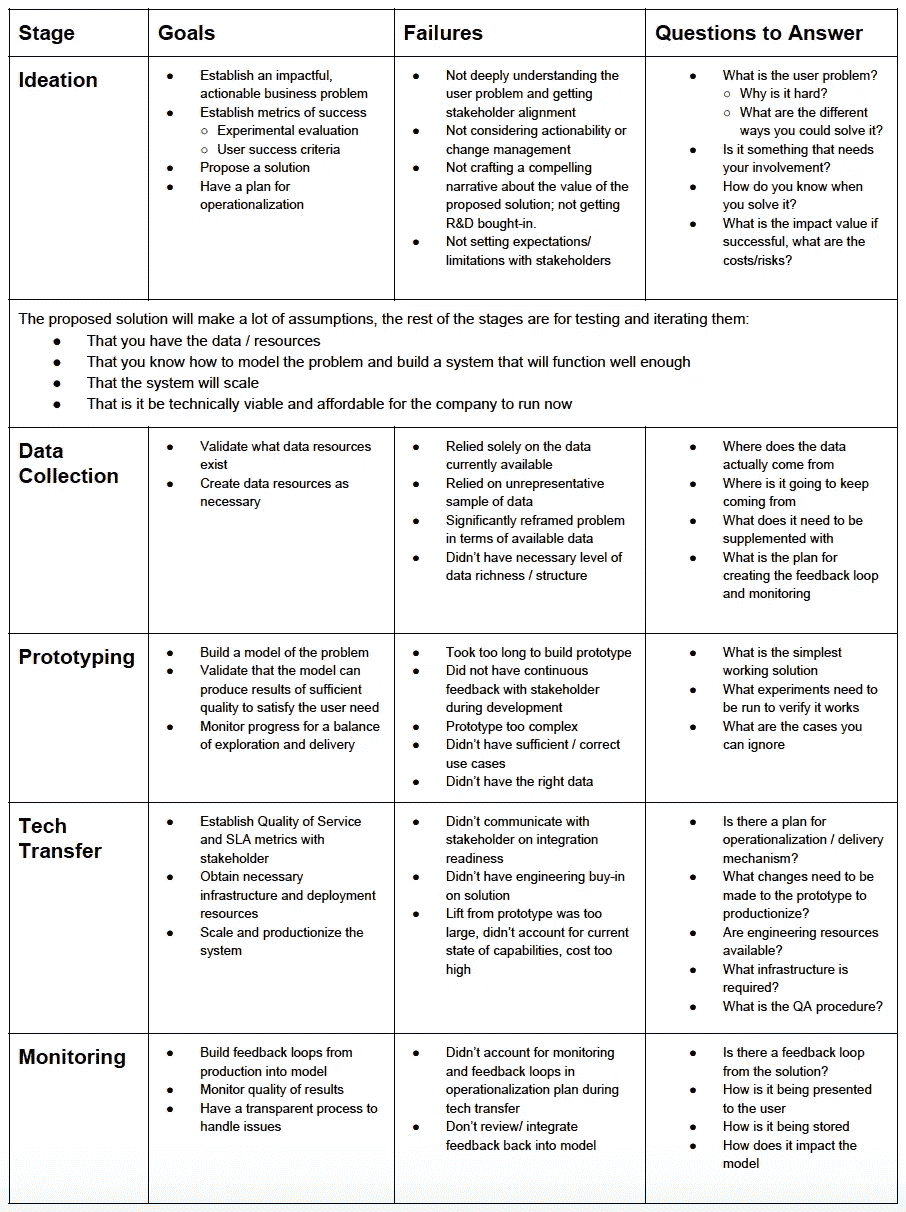 Stage
Goals
Failures
Questions to Answer
Ideation
● Establish an impactful,
actionable business problem
● Establish metrics of success
○ Experimental evaluation
○ User success criteria
● Propose a solution
● Have a plan for
operationalization
● Not deeply understanding the
user problem and getting
stakeholder alignment
● Not considering actionability or
change management
● Not crafting a compelling
narrative about the value of the
proposed solution; not getting
R&D bought-in.
● Not setting expectations/
limitations with stakeholders
● What is the user problem?
○ Why is it hard?
○ What are the different
ways you could solve it?
● Is it something that needs
your involvement?
● How do you know when
you solve it?
● What is the impact value if
successful, what are the
costs/risks?
The proposed solution will make a lot of assumptions, the rest of the stages are for testing and iterating them:
● That you have the data / resources
● That you know how to model the problem and build a system that will function well enough
● That the system will scale
● That is it be technically viable and affordable for the company to run now
Data
Collection
● Validate what data resources
exist
● Create data resources as
necessary
● Relied solely on the data
currently available
● Relied on unrepresentative
sample of data
● Significantly reframed problem
in terms of available data
● Didn't have necessary level of
data richness / structure
● Where does the data
actually come from
● Where is it going to keep
coming from
● What does it need to be
supplemented with
● What is the plan for
creating the feedback loop
and monitoring
Prototyping
● Build a model of the problem
● Validate that the model can
produce results of sufficient
quality to satisfy the user need
● Monitor progress for a balance
of exploration and delivery
● Took too long to build prototype
● Did not have continuous
feedback with stakeholder
during development
● Prototype too complex
● Didn't have sufficient / correct
use cases
● Didn't have the right data
● What is the simplest
working solution
● What experiments need to
be run to verify it works
● What are the cases you
can ignore
Tech
Transfer
● Establish Quality of Service
and SLA metrics with
stakeholder
● Obtain necessary
infrastructure and deployment
resources
● Scale and productionize the
system
● Didn't communicate with
stakeholder on integration
readiness
● Didn't have engineering buy-in
on solution
● Lift from prototype was too
large, didn't account for current
state of capabilities, cost too
high
● Is there a plan for
operationalization / delivery
mechanism?
● What changes need to be
made to the prototype to
productionize?
● Are engineering resources
available?
● What infrastructure is
required?
● What is the QA procedure?
Monitoring
● Build feedback loops from
production into model
● Monitor quality of results
● Have a transparent process to
handle issues
● Didn't account for monitoring
and feedback loops in
operationalization plan during
tech transfer
● Don't review/ integrate
feedback back into model
● Is there a feedback loop
from the solution?
● How is it being presented
to the user
● How is it being stored
● How does it impact the
model